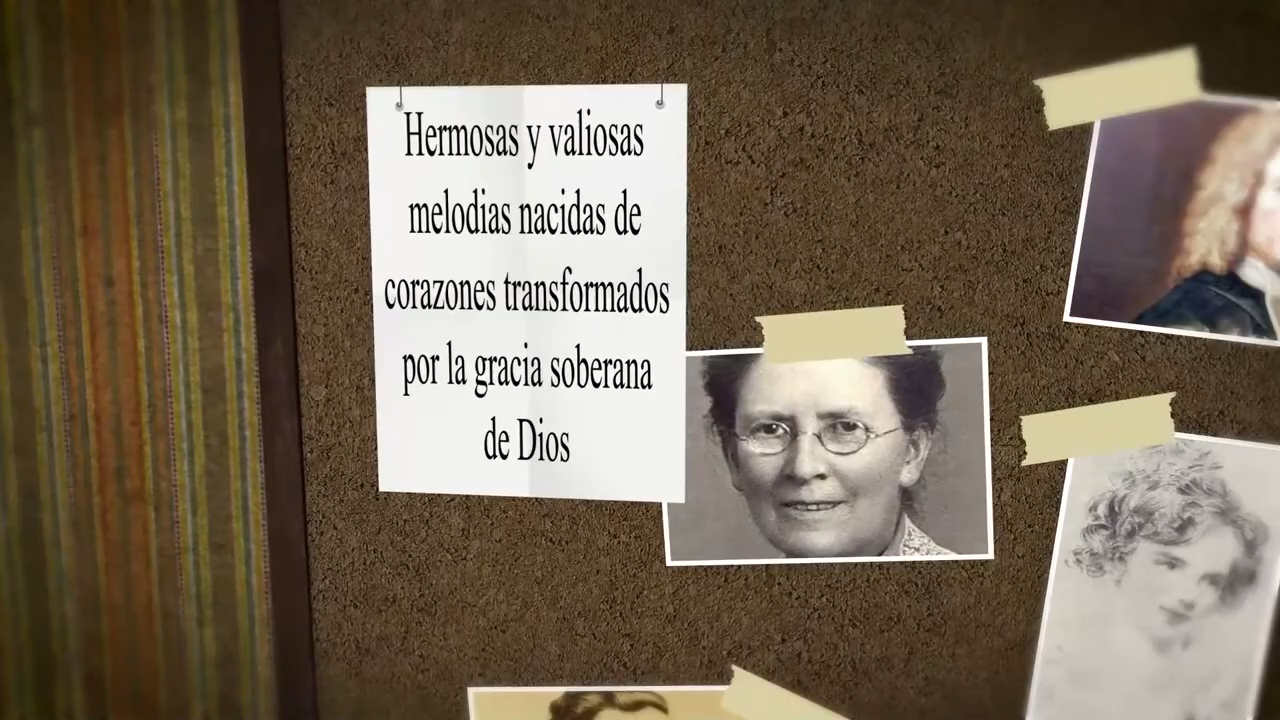 Hermosas y valiosas
melodias nacidas de
corazones transformados
por la gracia soberana
de Dios